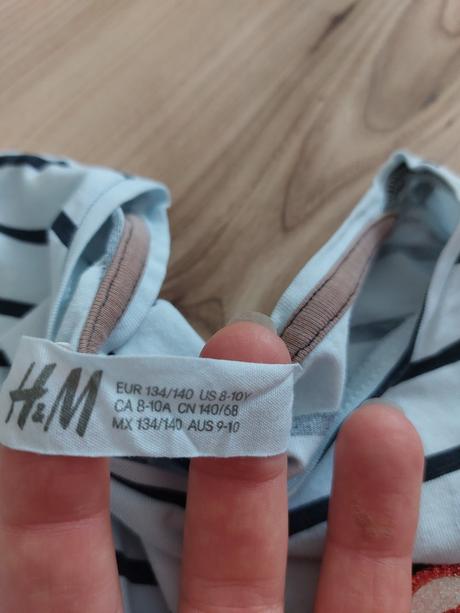 H&M
EUR 134/140 US 8-10Y
CA 8-10A CN 140/68
MX 134/140 AUS 9-10